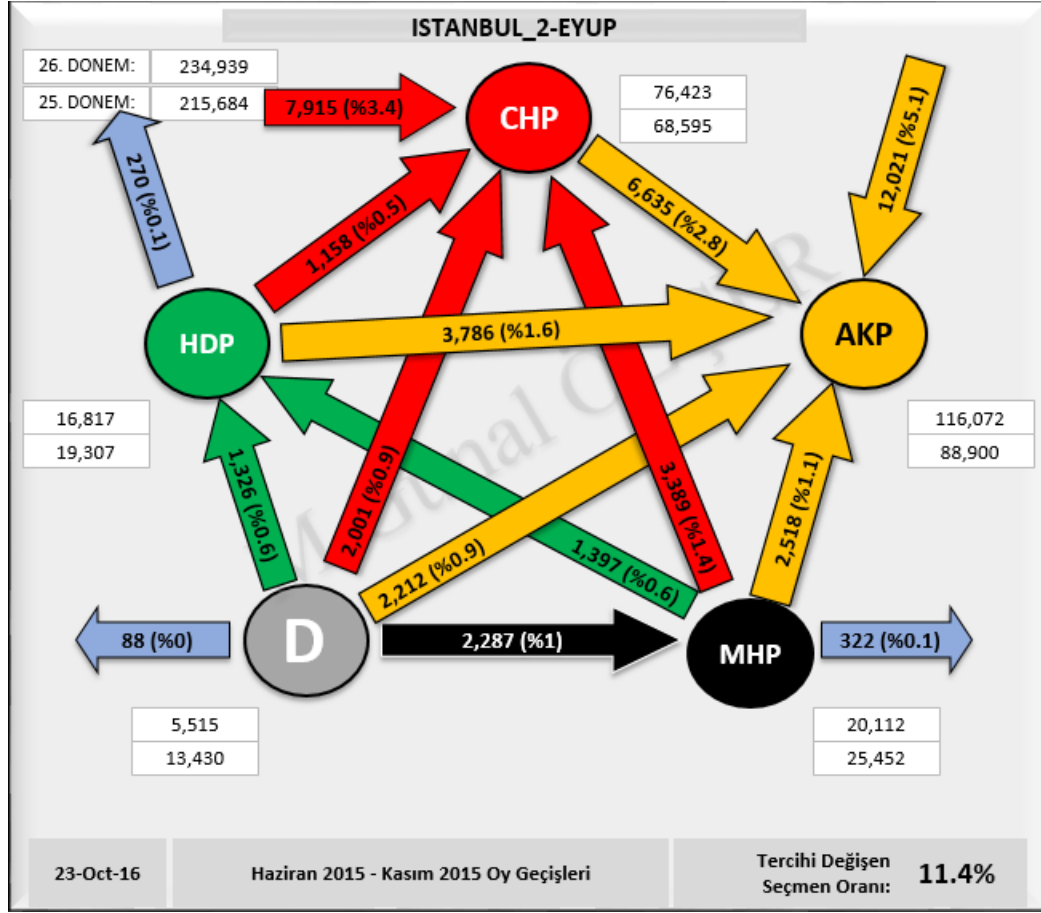 ISTANBUL_2-EYUP
26. DONEM: 234,939
25. DONEM: 215,684
7,915 (%3.4)
CHP
76,423
68,595
12,021 (%5.1)
270 (%0.1)
1,158 (%0.5)
6,635 (%2.8)
HDP
3,786 (%1.6)
AKP
16,817
19,307
116,072
88,900
1,326 (%0.6)
2,001 (%0.9)
2,212 (%0.9)
1,397 (%0.6)
3,389 (%1.4)
2,518 (%1.1)
88 (%0)
D
2,287 (%1)
MHP
322 (%0.1)
5,515
13,430
20,112
25,452
23-Oct-16
Haziran 2015 - Kasım 2015 Oy Geçişleri
Tercihi Değişen
Seçmen Oranı: 11.4%